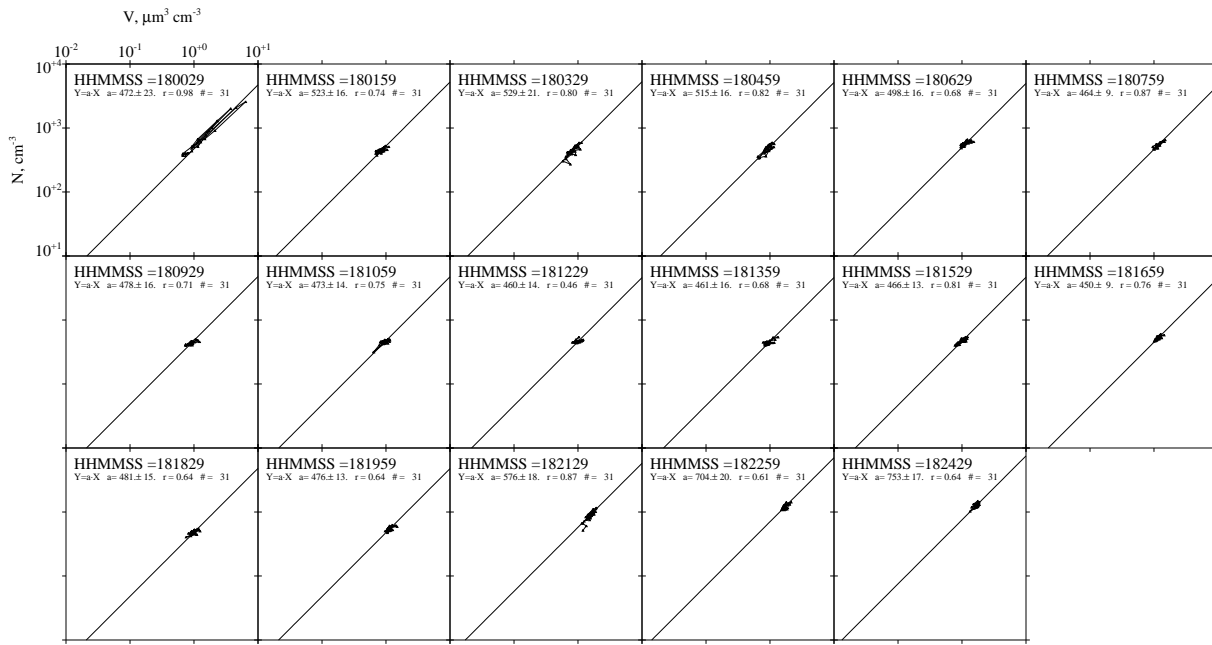 V, μm³ cm⁻³
10⁻² 10⁻¹ 10⁺⁰ 10⁺¹
N, cm⁻³
10⁺⁴
10⁺³
10⁺²
10⁺¹
HHMMSS =180029
Y=a·X a= 472.± 23. r = 0.98 # = 31
HHMMSS =180159
Y=a·X a= 523.± 16. r = 0.74 # = 31
HHMMSS =180329
Y=a·X a= 529.± 21. r = 0.80 # = 31
HHMMSS =180459
Y=a·X a= 515.± 16. r = 0.82 # = 31
HHMMSS =180629
Y=a·X a= 498.± 16. r = 0.68 # = 31
HHMMSS =180759
Y=a·X a= 464.± 9. r = 0.87 # = 31
HHMMSS =180929
Y=a·X a= 478.± 16. r = 0.71 # = 31
HHMMSS =181059
Y=a·X a= 473.± 14. r = 0.75 # = 31
HHMMSS =181229
Y=a·X a= 460.± 14. r = 0.46 # = 31
HHMMSS =181359
Y=a·X a= 461.± 16. r = 0.68 # = 31
HHMMSS =181529
Y=a·X a= 466.± 13. r = 0.81 # = 31
HHMMSS =181659
Y=a·X a= 450.± 9. r = 0.76 # = 31
HHMMSS =181829
Y=a·X a= 481.± 15. r = 0.64 # = 31
HHMMSS =181959
Y=a·X a= 476.± 13. r = 0.64 # = 31
HHMMSS =182129
Y=a·X a= 576.± 18. r = 0.87 # = 31
HHMMSS =182259
Y=a·X a= 704.± 20. r = 0.61 # = 31
HHMMSS =182429
Y=a·X a= 753.± 17. r = 0.64 # = 31